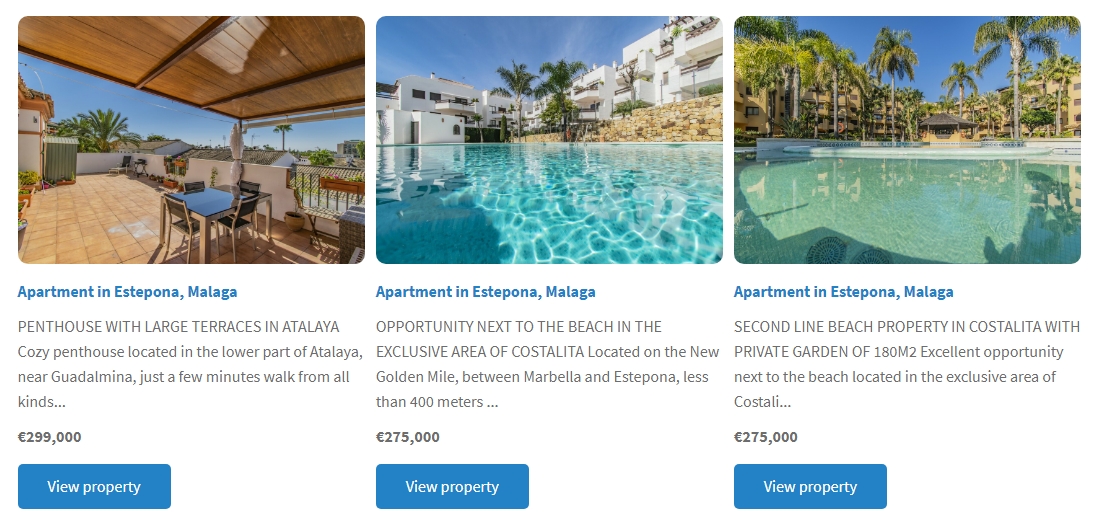 Apartment in Estepona, Malaga
PENTHOUSE WITH LARGE TERRACES IN ATALAYA
Cozy penthouse located in the lower part of Atalaya,
near Guadalmina, just a few minutes walk from all
kinds...
€299,000
View property
Apartment in Estepona, Malaga
OPPORTUNITY NEXT TO THE BEACH IN THE
EXCLUSIVE AREA OF COSTALITA Located on the New
Golden Mile, between Marbella and Estepona, less
than 400 meters ...
€275,000
View property
Apartment in Estepona, Malaga
SECOND LINE BEACH PROPERTY IN COSTALITA WITH
PRIVATE GARDEN OF 180M2 Excellent opportunity
next to the beach located in the exclusive area of
Costali...
€275,000
View property